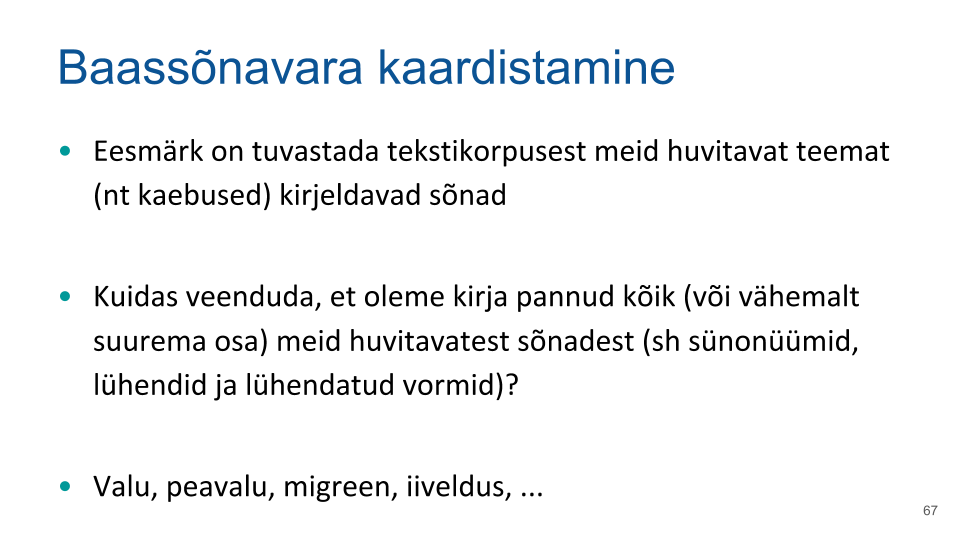 Baassõnavara kaardistamine
• Eesmärk on tuvastada tekstikorpusest meid huvitavat teemat
(nt kaebused) kirjeldavad sõnad
• Kuidas veenduda, et oleme kirja pannud kõik (või vähemalt
suurema osa) meid huvitavatest sõnadest (sh sünonüümid,
lühendid ja lühendatud vormid)?
• Valu, peavalu, migreen, iiveldus, ...
67